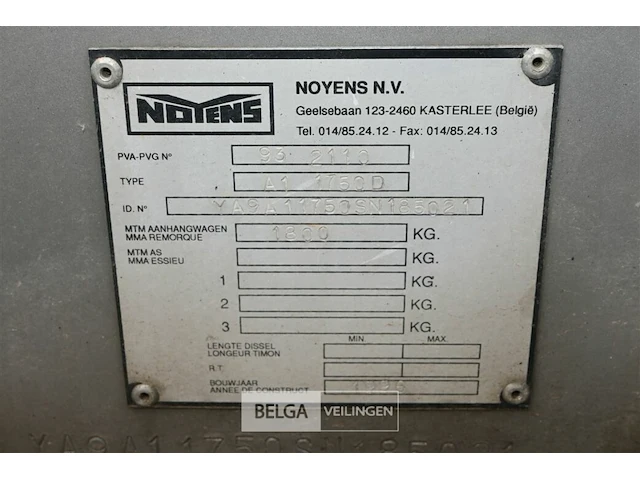 NOYENS
NOYENS N.V.
Geelsebaan 123-2460 KASTERLEE (België)
Tel. 014/85.24.12 - Fax: 014/85.24.13
PVA-PVG N° 93 2110
TYPE A1 1750D
ID. N° YA9A11750SN185021
MTM AANHANGWAGEN 1800 KG.
MMA REMORQUE
MTM AS KG.
MMA ESSIEU
1 KG.
2 KG.
3 KG.
MIN MAX.
LENGTE DISSEL
LONGEUR TIMON
R.T.
BOUWJAAR
ANNEE DE CONSTRUCT
BELGA VEILINGEN
YA9A11750SN185021